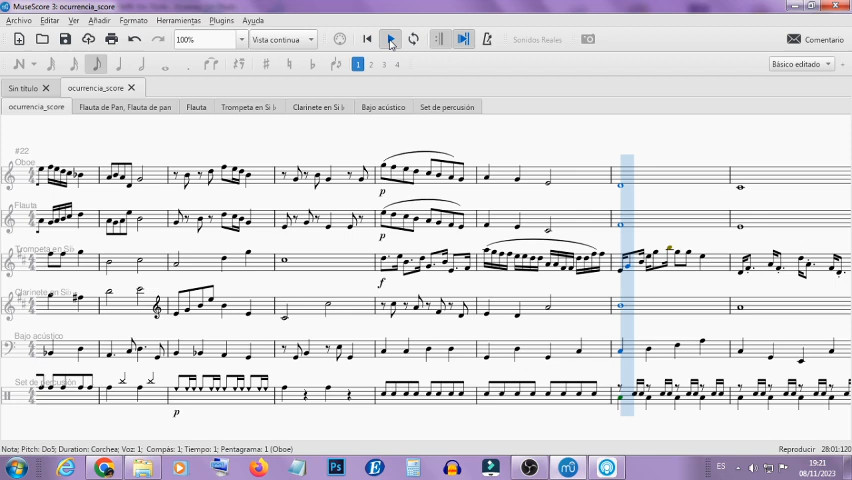 MuseScore 3: ocurrencia_score
Archivo Editar Ver Añadir Formato Herramientas Plugins Ayuda
100% Vista continua Sonidos Reales Comentario
1 2 3 4 Básico editado
Sin título ocurrencia_score
ocurrencia_score Flauta de Pan, Flauta de pan Flauta Trompeta en Si♭ Clarinete en Si♭ Bajo acústico Set de percusión
#22
Oboe
p
Flauta
p
Trompeta en Si♭
f
Clarinete en Si♭
Bajo acústico
Set de percusión
p
Nota; Pitch: Do5; Duración: Corchea; Voz: 1; Compás: 1; Tiempo: 1; Pentagrama: 1 (Oboe) Reproducir 28:01:120
ES 19:21
08/11/2023